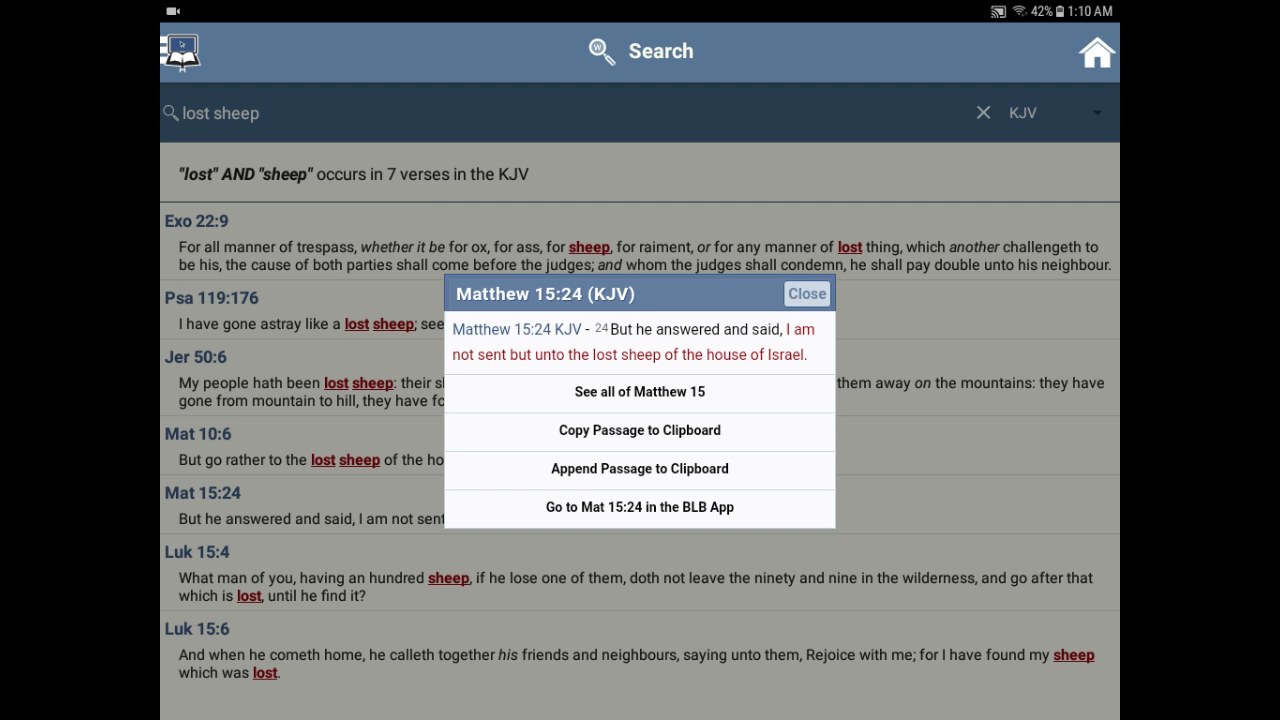 42% 1:10 AM
Search
lost sheep KJV
"lost" AND "sheep" occurs in 7 verses in the KJV
Exo 22:9
For all manner of trespass, whether it be for ox, for ass, for sheep, for raiment, or for any manner of lost thing, which another challengeth to
be his, the cause of both parties shall come before the judges; and whom the judges shall condemn, he shall pay double unto his neighbour.
Psa 119:176
I have gone astray like a lost sheep; see
Jer 50:6
My people hath been lost sheep: their them away on the mountains: they have
gone from mountain to hill, they have
Mat 10:6
But go rather to the lost sheep of the
Mat 15:24
But he answered and said, I am not sent
Luk 15:4
What man of you, having an hundred sheep, if he lose one of them, doth not leave the ninety and nine in the wilderness, and go after that
which is lost, until he find it?
Luk 15:6
And when he cometh home, he calleth together his friends and neighbours, saying unto them, Rejoice with me; for I have found my sheep
which was lost.
Matthew 15:24 (KJV) Close
Matthew 15:24 KJV - 24 But he answered and said, I am
not sent but unto the lost sheep of the house of Israel.
See all of Matthew 15
Copy Passage to Clipboard
Append Passage to Clipboard
Go to Mat 15:24 in the BLB App